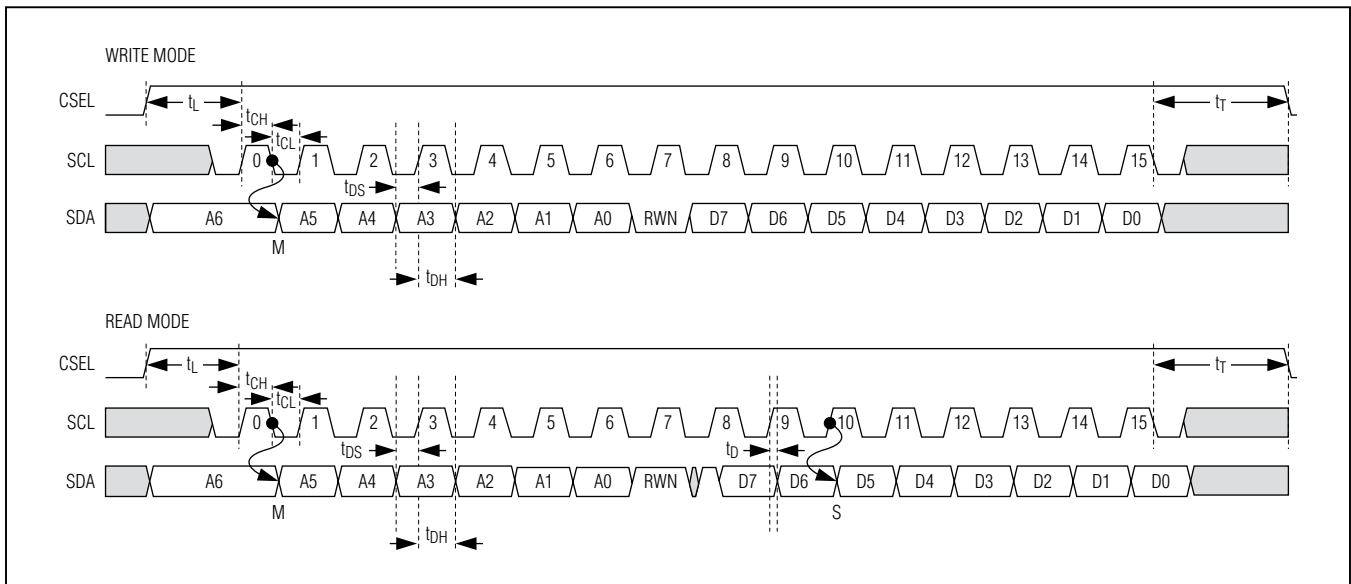 WRITE MODE
CSEL tL tT
tCH
tCL
SCL 0 1 2 3 4 5 6 7 8 9 10 11 12 13 14 15
tDS
SDA A6 A5 A4 A3 A2 A1 A0 RWN D7 D6 D5 D4 D3 D2 D1 D0
M
tDH
READ MODE
CSEL tL tT
tCH
tCL
SCL 0 1 2 3 4 5 6 7 8 9 10 11 12 13 14 15
tDS tD
SDA A6 A5 A4 A3 A2 A1 A0 RWN D7 D6 D5 D4 D3 D2 D1 D0
M S
tDH